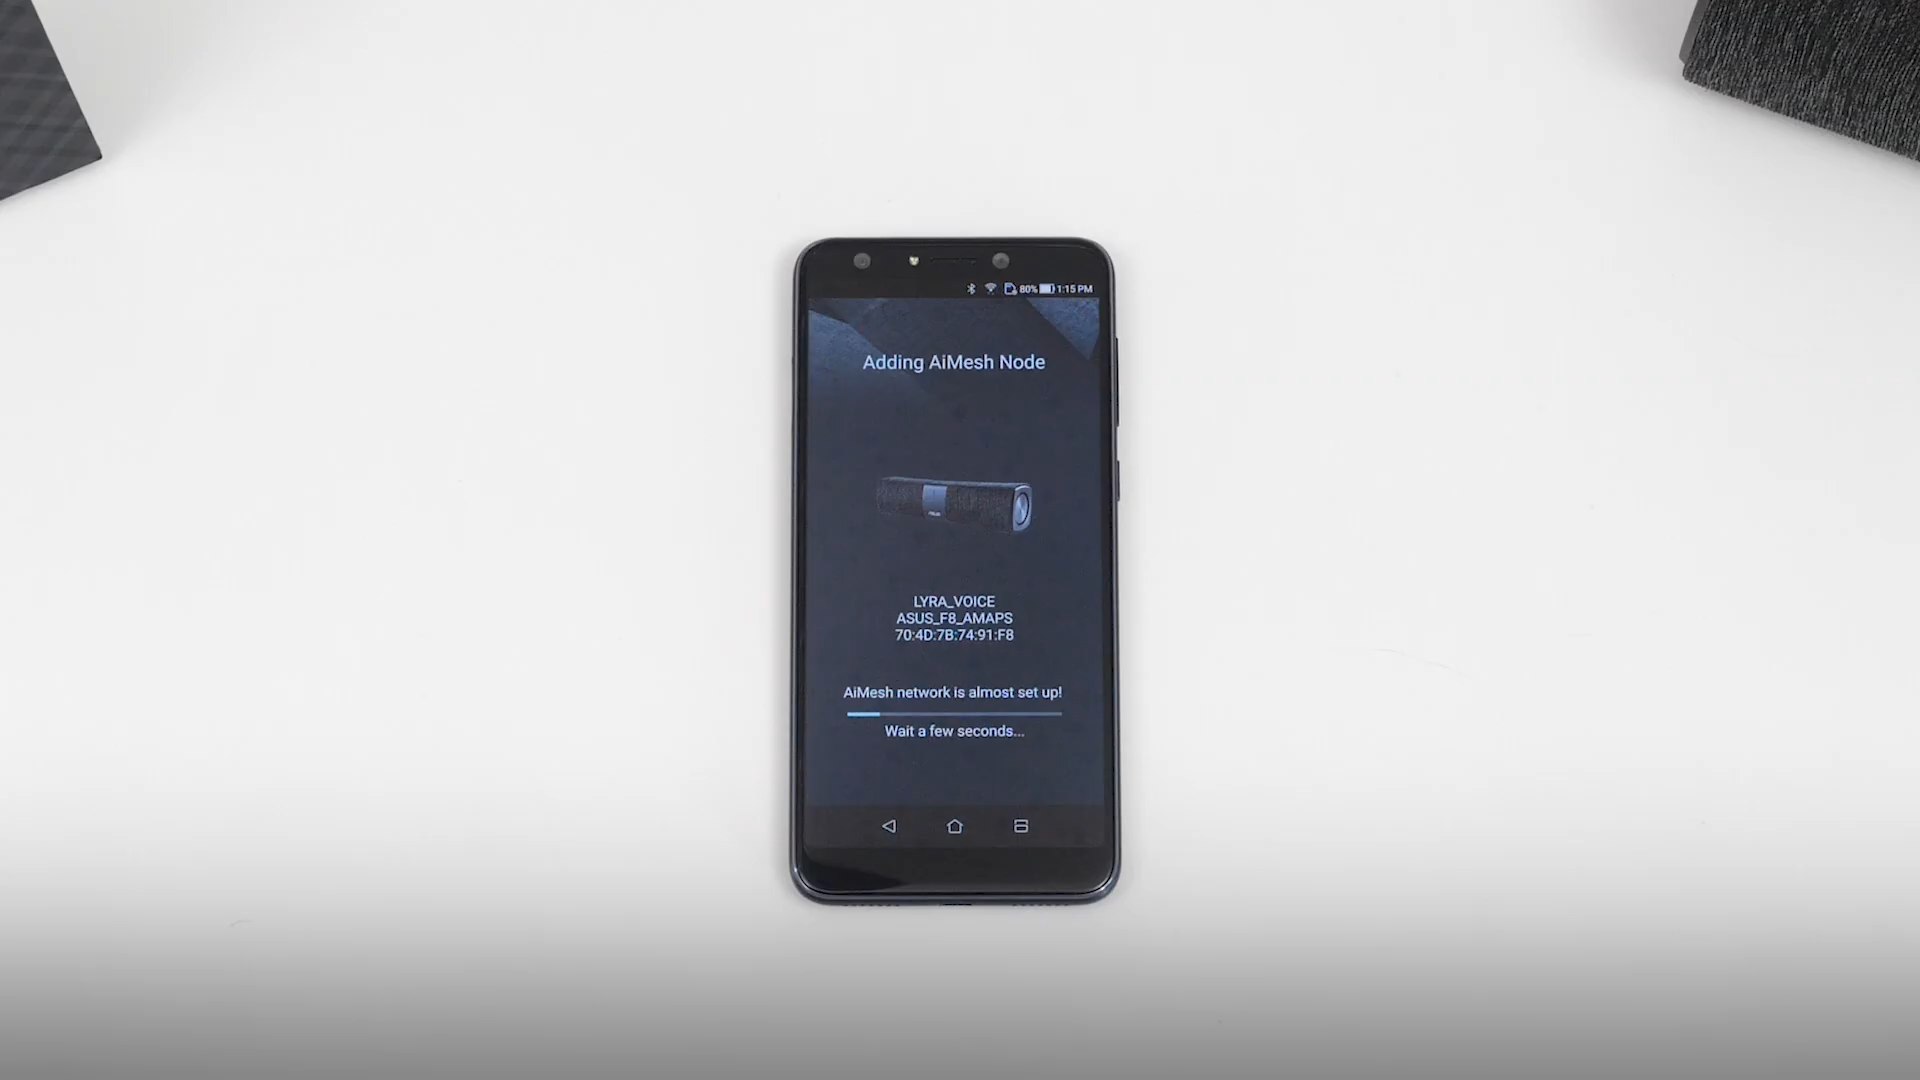 80% 1:15 PM
Adding AiMesh Node
LYRA_VOICE
ASUS_F8_AMAPS
70:4D:7B:74:91:F8
AiMesh network is almost set up!
Wait a few seconds...